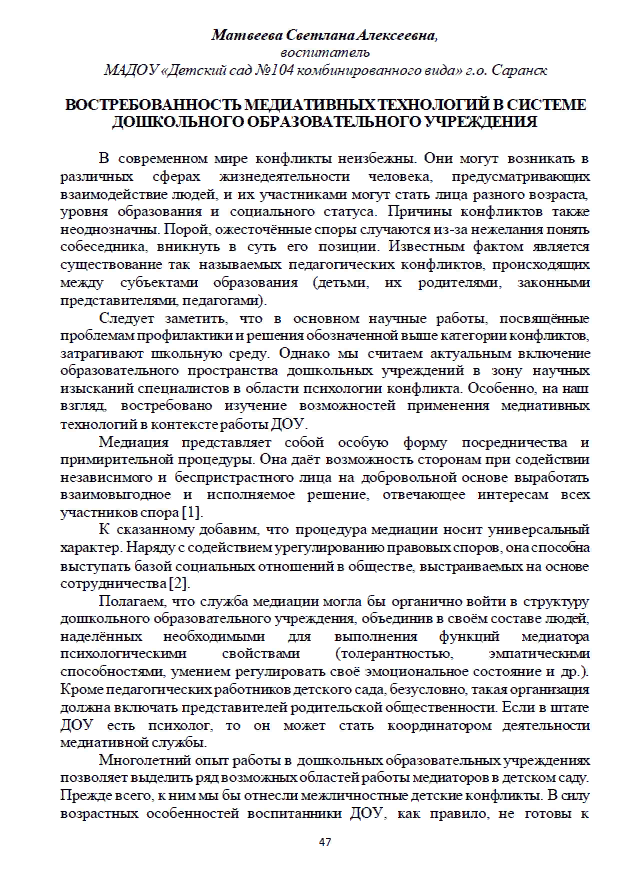 Матвеева Светлана Алексеевна,
воспитатель
МАДОУ «Детский сад №104 комбинированного вида» г.о. Саранск
ВОСТРЕБОВАННОСТЬ МЕДИАТИВНЫХ ТЕХНОЛОГИЙ В СИСТЕМЕ
ДОШКОЛЬНОГО ОБРАЗОВАТЕЛЬНОГО УЧРЕЖДЕНИЯ
В современном мире конфликты неизбежны. Они могут возникать в
различных сферах жизнедеятельности человека, предусматривающих
взаимодействие людей, и их участниками могут стать лица разного возраста,
уровня образования и социального статуса. Причины конфликтов также
неоднозначны. Порой, ожесточённые споры случаются из-за нежелания понять
собеседника, вникнуть в суть его позиции. Известным фактом является
существование так называемых педагогических конфликтов, происходящих
между субъектами образования (детьми, их родителями, законными
представителями, педагогами).
Следует заметить, что в основном научные работы, посвящённые
проблемам профилактики и решения обозначенной выше категории конфликтов,
затрагивают школьную среду. Однако мы считаем актуальным включение
образовательного пространства дошкольных учреждений в зону научных
изысканий специалистов в области психологии конфликта. Особенно, на наш
взгляд, востребовано изучение возможностей применения медиативных
технологий в контексте работы ДОУ.
Медиация представляет собой особую форму посредничества и
примирительной процедуры. Она даёт возможность сторонам при содействии
независимого и беспристрастного лица на добровольной основе выработать
взаимовыгодное и исполняемое решение, отвечающее интересам всех
участников спора [1].
К сказанному добавим, что процедура медиации носит универсальный
характер. Наряду с содействием урегулированию правовых споров, она способна
выступать базой социальных отношений в обществе, выстраиваемых на основе
сотрудничества [2].
Полагаем, что служба медиации могла бы органично войти в структуру
дошкольного образовательного учреждения, объединив в своём составе людей,
наделённых необходимыми для выполнения функций медиатора
психологическими свойствами (толерантностью, эмпатическими
способностями, умением регулировать своё эмоциональное состояние и др.).
Кроме педагогических работников детского сада, безусловно, такая организация
должна включать представителей родительской общественности. Если в штате
ДОУ есть психолог, то он может стать координатором деятельности
медиативной службы.
Многолетний опыт работы в дошкольных образовательных учреждениях
позволяет выделить ряд возможных областей работы медиаторов в детском саду.
Прежде всего, к ним мы бы отнесли межличностные детские конфликты. В силу
возрастных особенностей воспитанники ДОУ, как правило, не готовы к
47